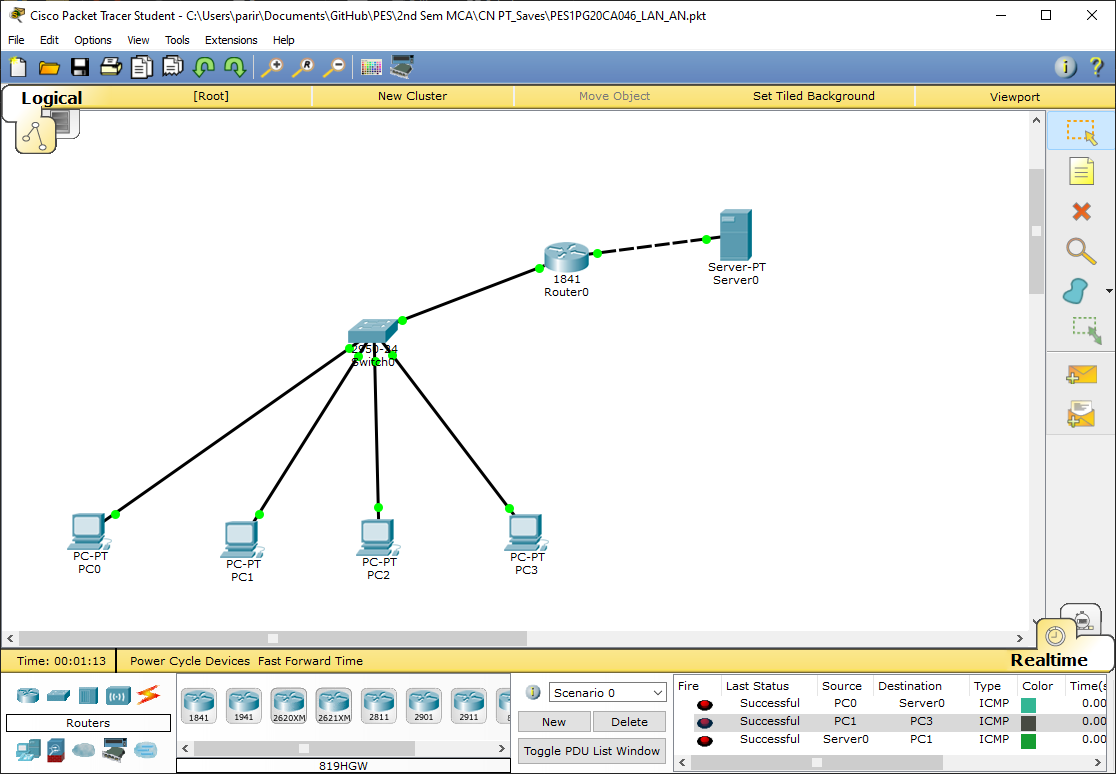 Cisco Packet Tracer Student - C:\Users\parir\Documents\GitHub\PES\2nd Sem MCA\CN PT_Saves\PES1PG20CA046_LAN_AN.pkt
File Edit Options View Tools Extensions Help
i ?
Logical [Root] New Cluster Move Object Set Tiled Background Viewport
Server-PT
Server0
1841
Router0
2950-24
Switch0
PC-PT
PC0
PC-PT
PC1
PC-PT
PC2
PC-PT
PC3
Time: 00:01:13 Power Cycle Devices Fast Forward Time Realtime
Routers
1841 1941 2620XM 2621XM 2811 2901 2911
819HGW
i Scenario 0
New Delete
Toggle PDU List Window
Fire Last Status Source Destination Type Color Time(s
Successful PC0 Server0 ICMP 0.00
Successful PC1 PC3 ICMP 0.00
Successful Server0 PC1 ICMP 0.00